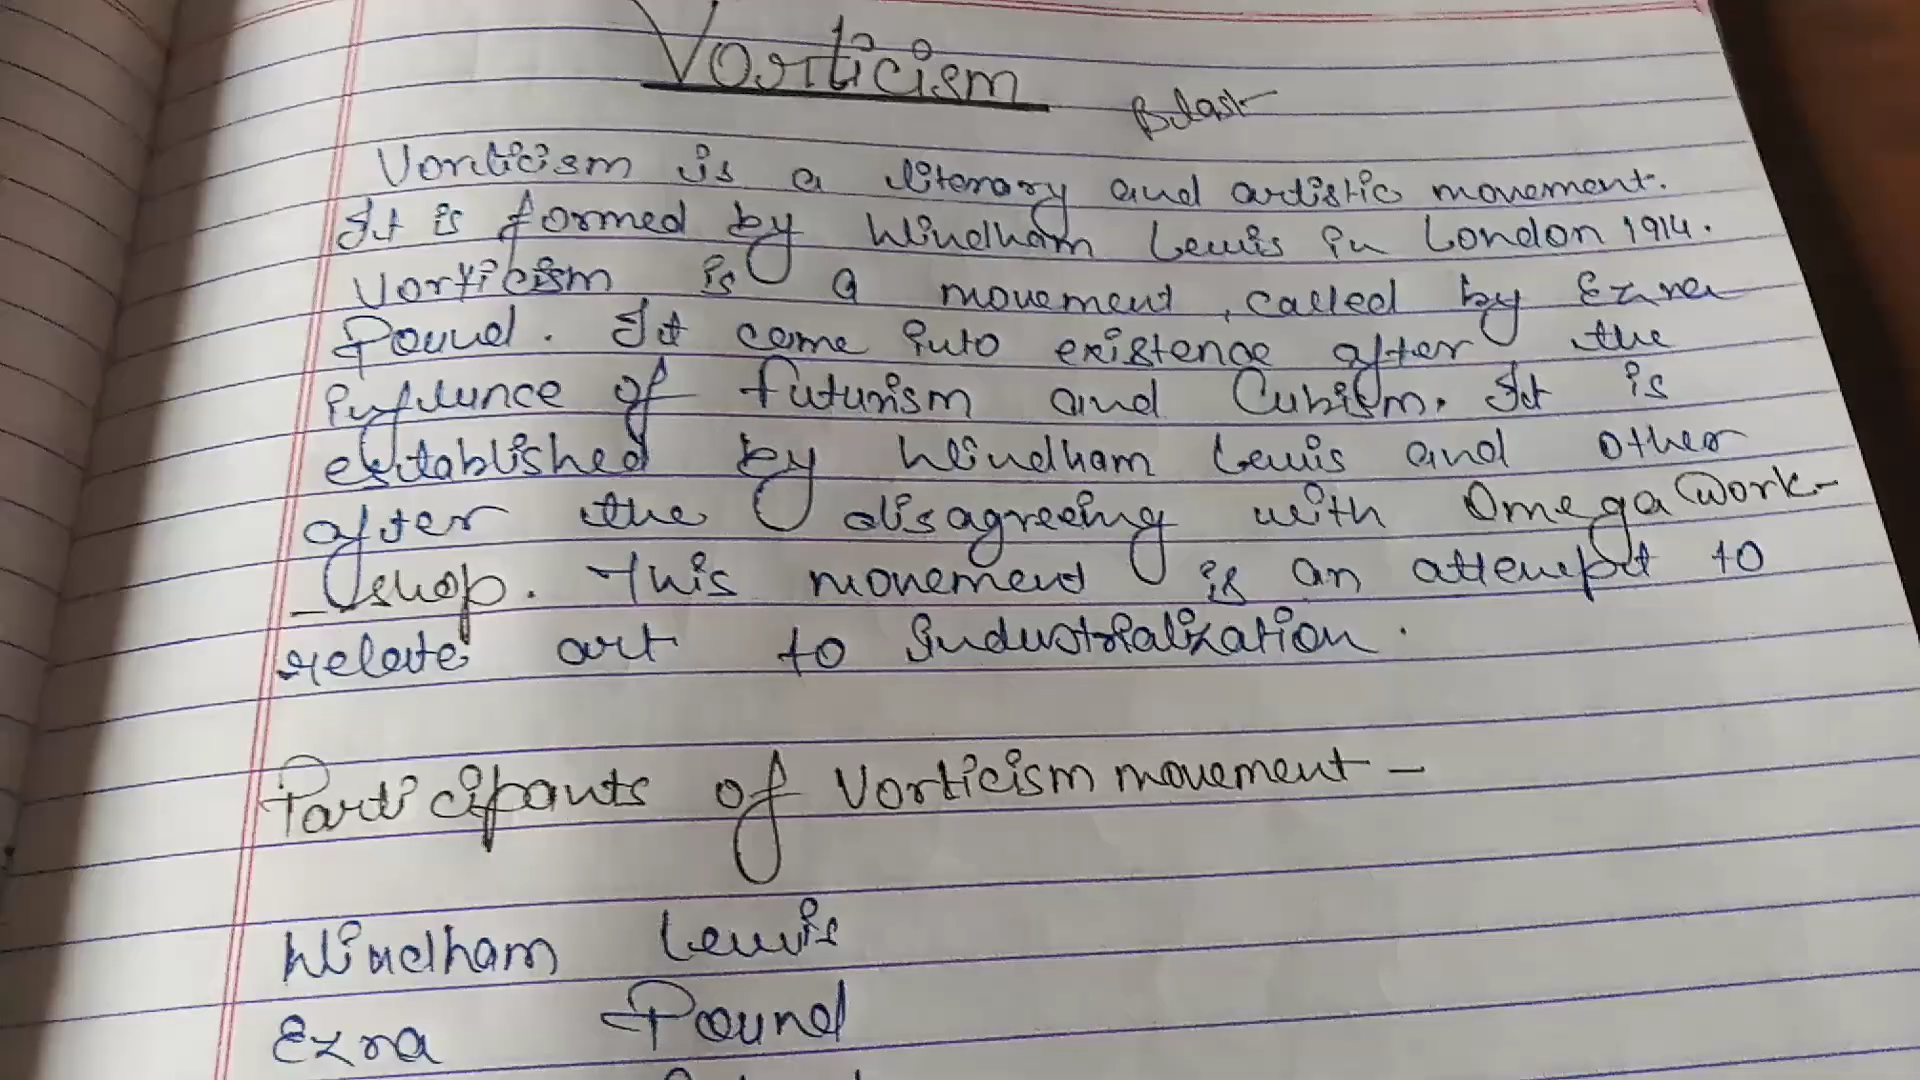 Vorticism
Blast
Vorticism is a literary and artistic movement.
It is formed by Windham Lewis in London 1914.
Vorticism is a movement, called by Ezra
Pound. It came into existence after the
influence of futurism and Cubism. It is
established by Windham Lewis and other
after the disagreeing with Omega Work-
_shop. This movement is an attempt to
relate art to Industrialization.
Participants of Vorticism movement -
Windham Lewis
Ezra Pound